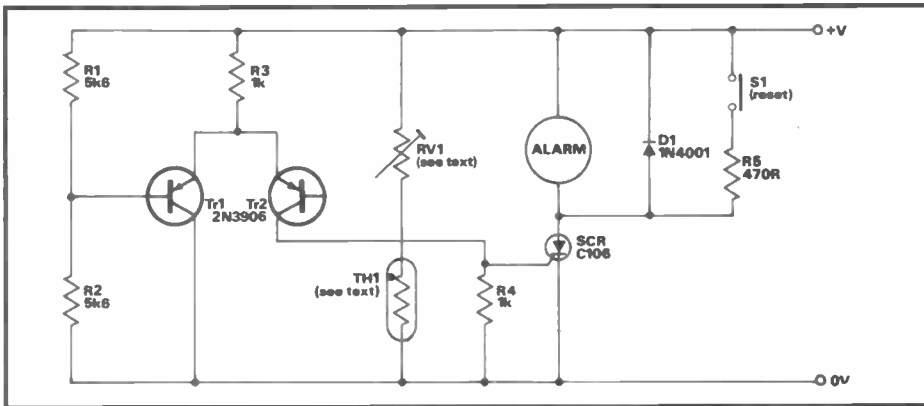 +V
R1
5k6
R3
1k
RV1
(see text)
ALARM
D1
1N4001
S1
(reset)
R5
470R
Tr1
2N3906
Tr2
SCR
C106
R2
5k6
TH1
(see text)
R4
1k
0V